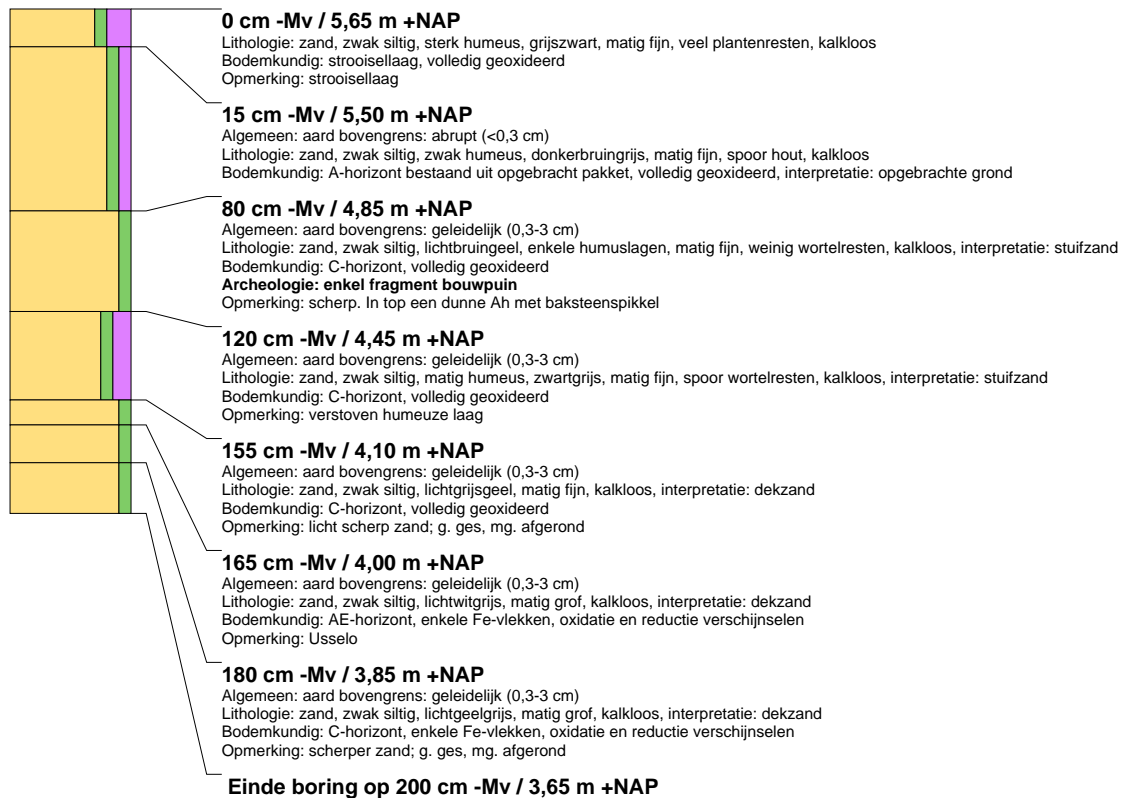 0 cm -Mv / 5,65 m +NAP
Lithologie: zand, zwak siltig, sterk humeus, grijszwart, matig fijn, veel plantenresten, kalkloos
Bodemkundig: strooisellaag, volledig geoxideerd
Opmerking: strooisellaag
15 cm -Mv / 5,50 m +NAP
Algemeen: aard bovengrens: abrupt (<0,3 cm)
Lithologie: zand, zwak siltig, zwak humeus, donkerbruingrijs, matig fijn, spoor hout, kalkloos
Bodemkundig: A-horizont bestaand uit opgebracht pakket, volledig geoxideerd, interpretatie: opgebrachte grond
80 cm -Mv / 4,85 m +NAP
Algemeen: aard bovengrens: geleidelijk (0,3-3 cm)
Lithologie: zand, zwak siltig, lichtbruingeel, enkele humuslagen, matig fijn, weinig wortelresten, kalkloos, interpretatie: stuifzand
Bodemkundig: C-horizont, volledig geoxideerd
Archeologie: enkel fragment bouwpuin
Opmerking: scherp. In top een dunne Ah met baksteenspikkel
120 cm -Mv / 4,45 m +NAP
Algemeen: aard bovengrens: geleidelijk (0,3-3 cm)
Lithologie: zand, zwak siltig, matig humeus, zwartgrijs, matig fijn, spoor wortelresten, kalkloos, interpretatie: stuifzand
Bodemkundig: C-horizont, volledig geoxideerd
Opmerking: verstoven humeuze laag
155 cm -Mv / 4,10 m +NAP
Algemeen: aard bovengrens: geleidelijk (0,3-3 cm)
Lithologie: zand, zwak siltig, lichtgrijsgeel, matig fijn, kalkloos, interpretatie: dekzand
Bodemkundig: C-horizont, volledig geoxideerd
Opmerking: licht scherp zand; g. ges, mg. afgerond
165 cm -Mv / 4,00 m +NAP
Algemeen: aard bovengrens: geleidelijk (0,3-3 cm)
Lithologie: zand, zwak siltig, lichtwitgrijs, matig grof, kalkloos, interpretatie: dekzand
Bodemkundig: AE-horizont, enkele Fe-vlekken, oxidatie en reductie verschijnselen
Opmerking: Usselo
180 cm -Mv / 3,85 m +NAP
Algemeen: aard bovengrens: geleidelijk (0,3-3 cm)
Lithologie: zand, zwak siltig, lichtgeelgrijs, matig grof, kalkloos, interpretatie: dekzand
Bodemkundig: C-horizont, enkele Fe-vlekken, oxidatie en reductie verschijnselen
Opmerking: scherper zand; g. ges, mg. afgerond
Einde boring op 200 cm -Mv / 3,65 m +NAP